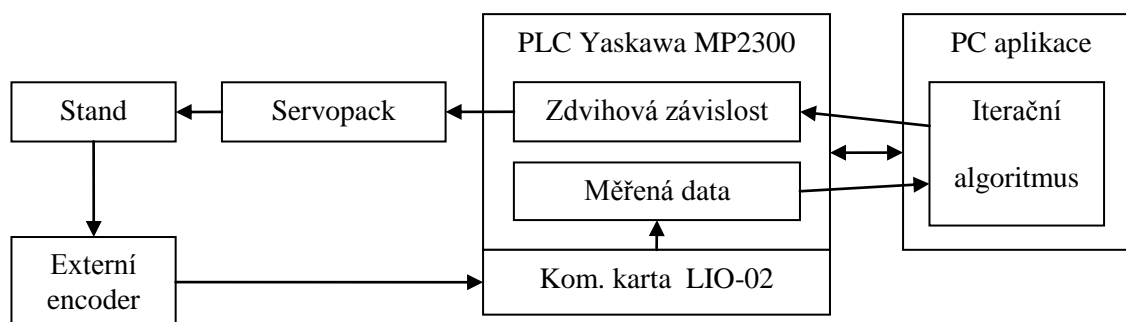 PLC Yaskawa MP2300
PC aplikace
Stand
Servopack
Zdvihová závislost
Iterační
algoritmus
Měřená data
Externí
encoder
Kom. karta  LIO-02